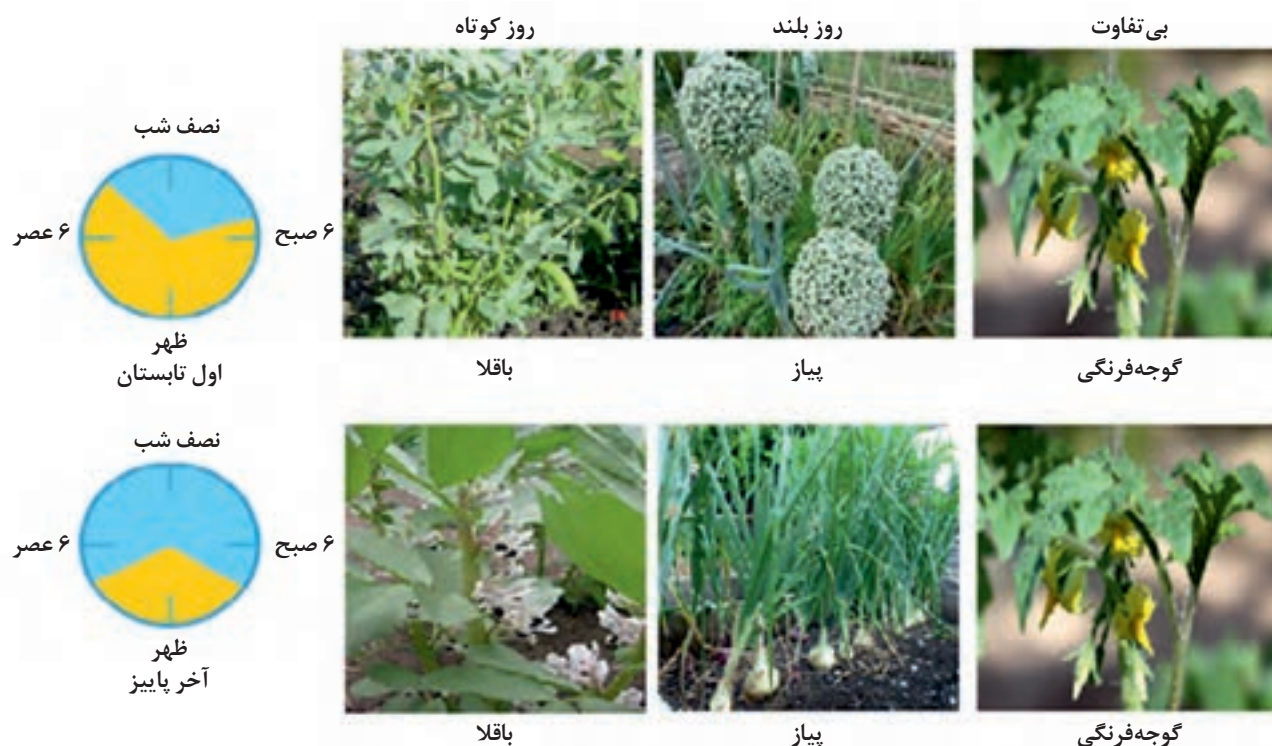 بی‌تفاوت
روز بلند
روز کوتاه
نصف شب
۶ صبح
۶ عصر
ظهر
اول تابستان
گوجه‌فرنگی
پیاز
باقلا
نصف شب
۶ صبح
۶ عصر
ظهر
آخر پاییز
گوجه‌فرنگی
پیاز
باقلا